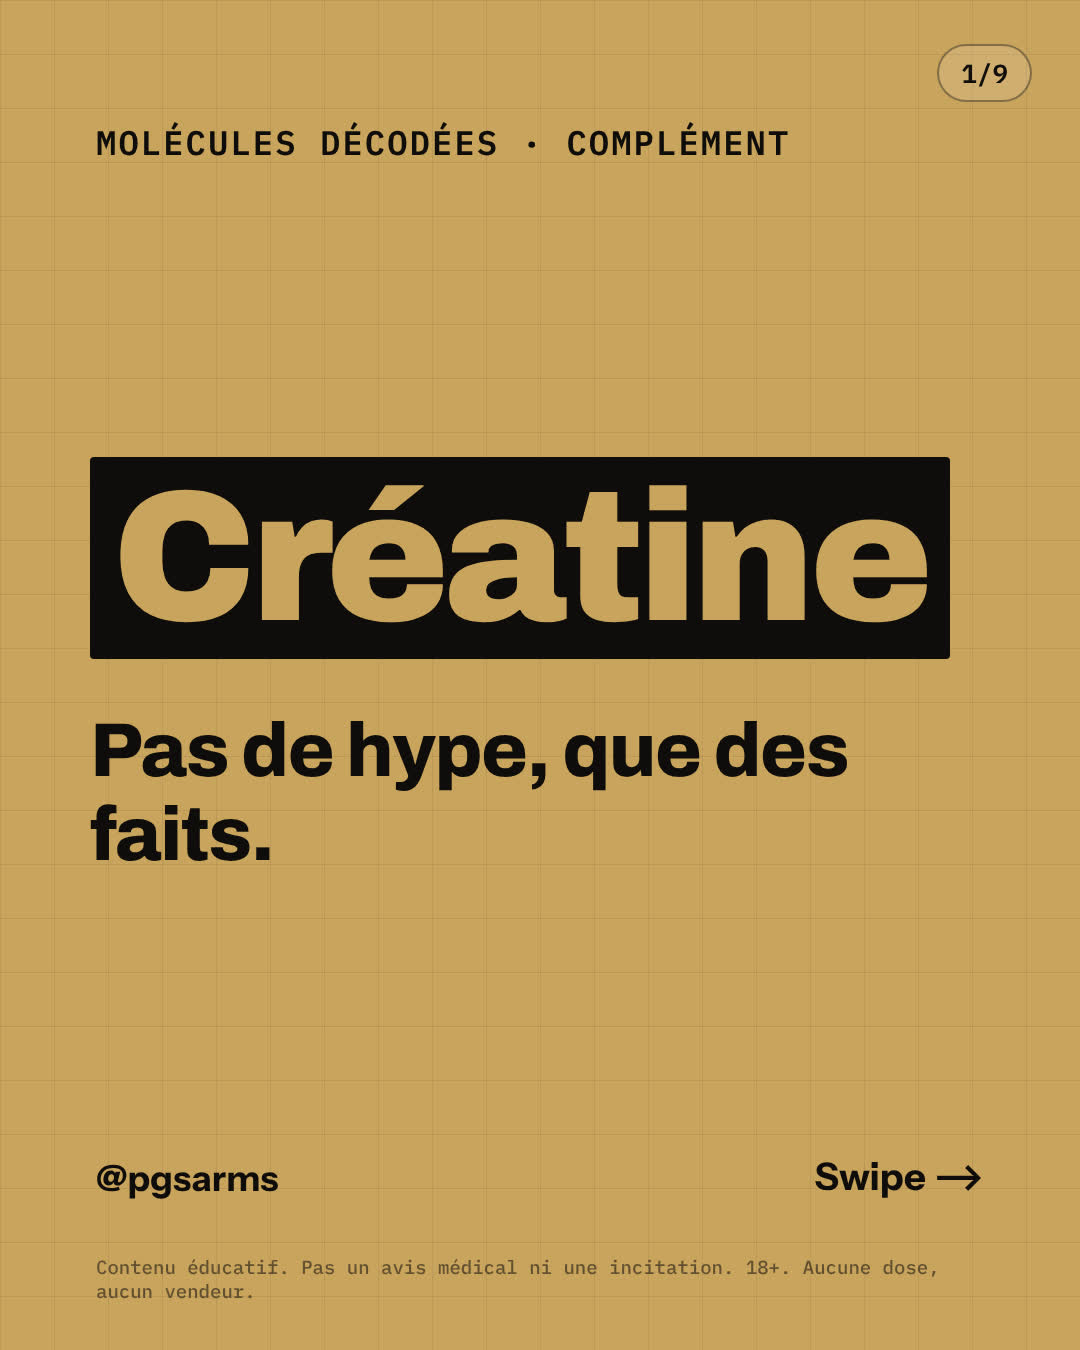 1/9
MOLÉCULES DÉCODÉES · COMPLÉMENT
Créatine
Pas de hype, que des
faits.
@pgsarms
Swipe →
Contenu éducatif. Pas un avis médical ni une incitation. 18+. Aucune dose,
aucun vendeur.